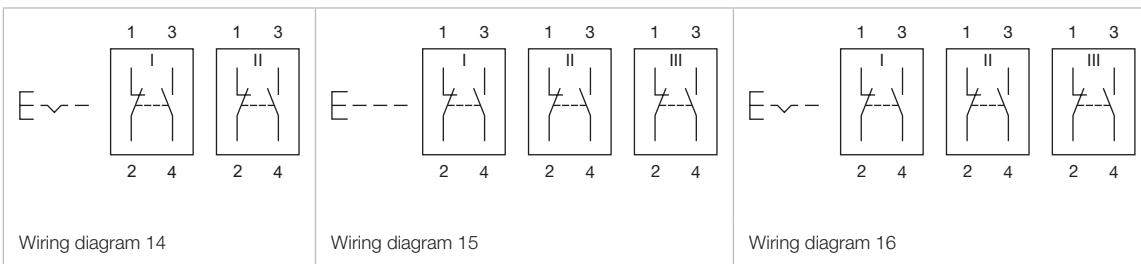 1 3 1 3
I II
2 4 2 4
Wiring diagram 14
1 3 1 3 1 3
I II III
2 4 2 4 2 4
Wiring diagram 15
1 3 1 3 1 3
I II III
2 4 2 4 2 4
Wiring diagram 16